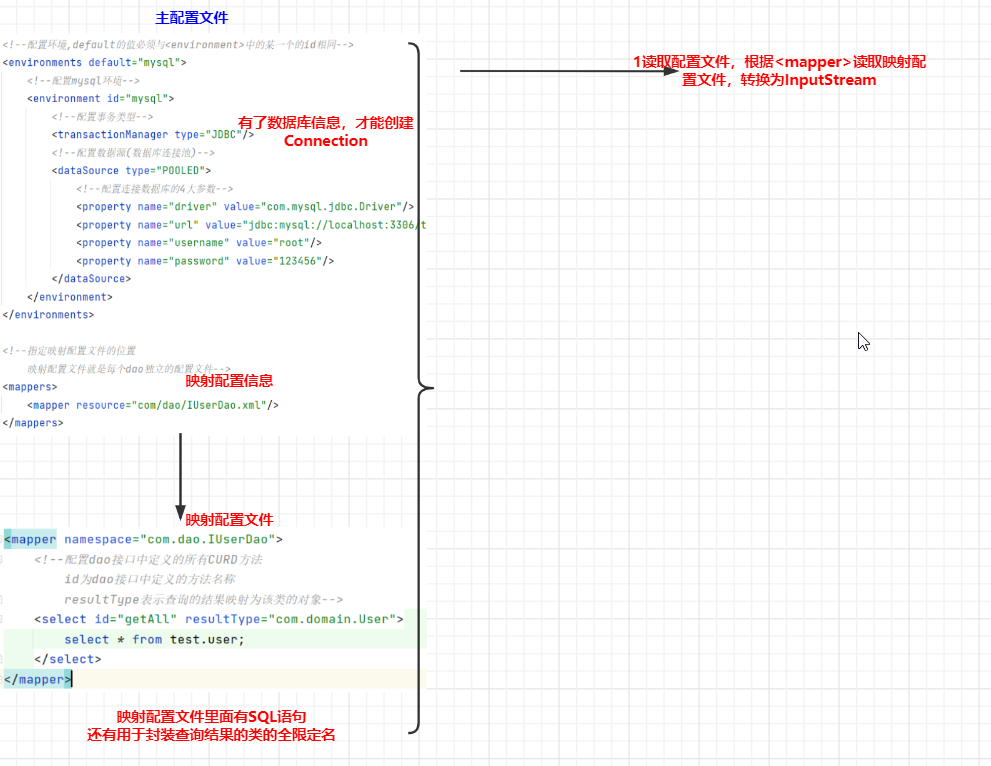 主配置文件
<!--配置环境,default的值必须与<environment>中的某一个的id相同-->
<environments default="mysql">
<!--配置mysql环境-->
<environment id="mysql">
<!--配置事务类型-->
<transactionManager type="JDBC"/>
<!--配置数据源(数据库连接池)-->
<dataSource type="POOLED">
<!--配置连接数据库的4大参数-->
<property name="driver" value="com.mysql.jdbc.Driver"/>
<property name="url" value="jdbc:mysql://localhost:3306/t
<property name="username" value="root"/>
<property name="password" value="123456"/>
</dataSource>
</environment>
</environments>
有了数据库信息，才能创建
Connection
<!--指定映射配置文件的位置
映射配置文件就是每个dao独立的配置文件-->
<mappers>
<mapper resource="com/dao/IUserDao.xml"/>
</mappers>
映射配置信息
映射配置文件
<mapper namespace="com.dao.IUserDao">
<!--配置dao接口中定义的所有CURD方法
id为dao接口中定义的方法名称
resultType表示查询的结果映射为该类的对象-->
<select id="getAll" resultType="com.domain.User">
select * from test.user;
</select>
</mapper>
映射配置文件里面有SQL语句
还有用于封装查询结果的类的全限定名
1读取配置文件，根据<mapper>读取映射配
置文件，转换为InputStream